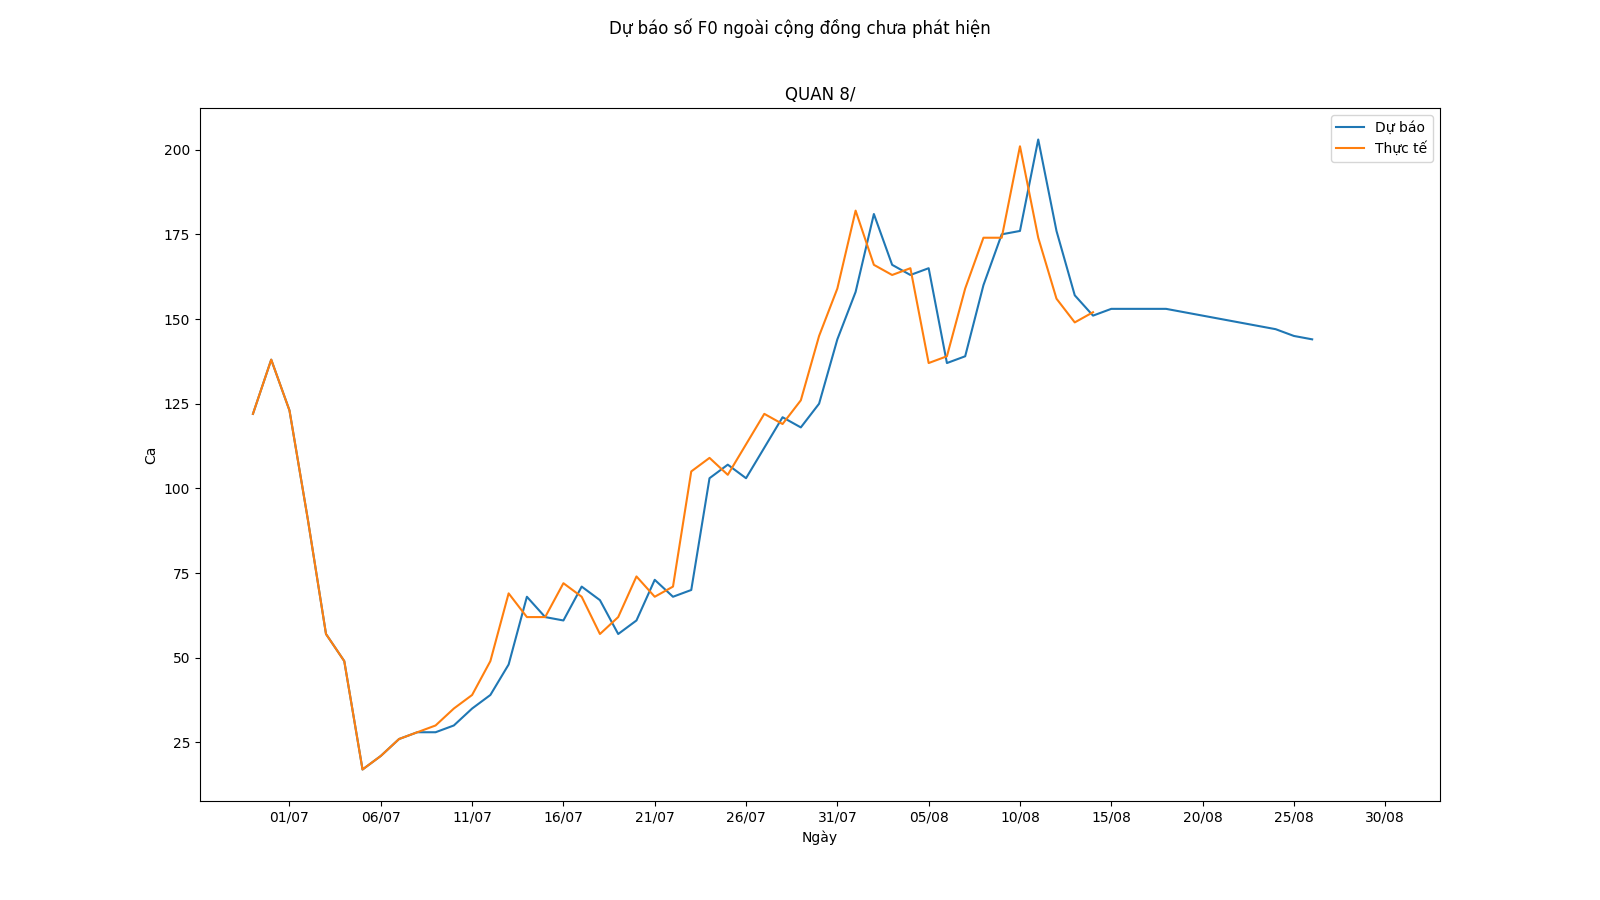 Dự báo số F0 ngoài cộng đồng chưa phát hiện
QUAN 8/
Dự báo
Thực tế
200
175
150
125
100
75
50
25
Ca
01/07 06/07 11/07 16/07 21/07 26/07 31/07 05/08 10/08 15/08 20/08 25/08 30/08
Ngày